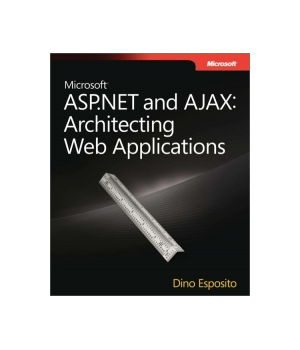 Microsoft
Microsoft®
ASP.NET and AJAX:
Architecting
Web Applications
Dino Esposito